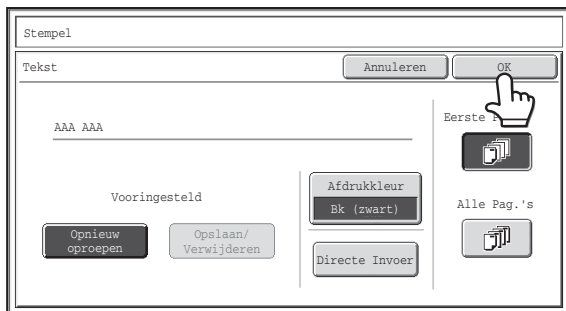 Stempel
Tekst
Annuleren
OK
AAA AAA
Eerste
Vooringesteld
Afdrukkleur
Bk (zwart)
Alle Pag.'s
Opnieuw
oproepen
Opslaan/
Verwijderen
Directe Invoer